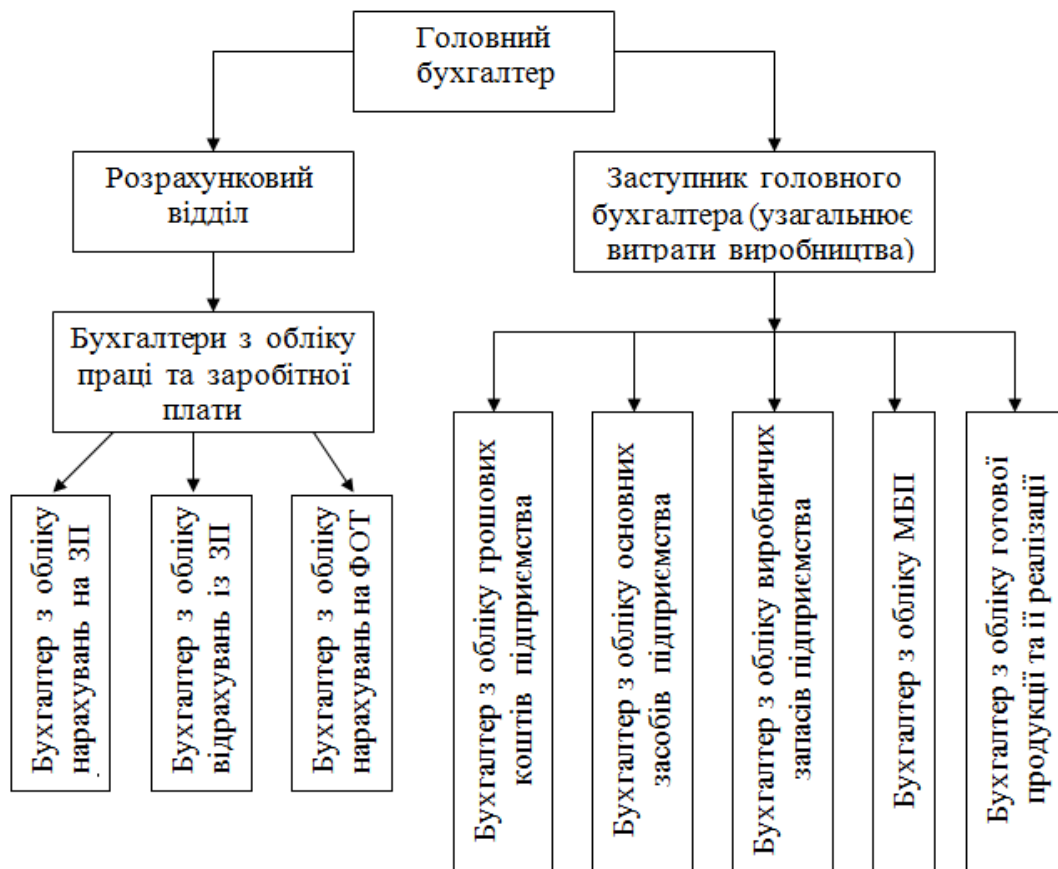 Головний
бухгалтер
Розрахунковий
відділ
Заступник головного
бухгалтера (узагальнює
витрати виробництва)
Бухгалтери з обліку
праці та заробітної
плати
Бухгалтер з обліку
нарахувань на ЗП
Бухгалтер з обліку
відрахувань із ЗП
Бухгалтер з обліку
нарахувань на ФОТ
Бухгалтер з обліку грошових
коштів підприємства
Бухгалтер з обліку основних
засобів підприємства
Бухгалтер з обліку виробничих
запасів підприємства
Бухгалтер з обліку МБП
Бухгалтер з обліку готової
продукції та її реалізації